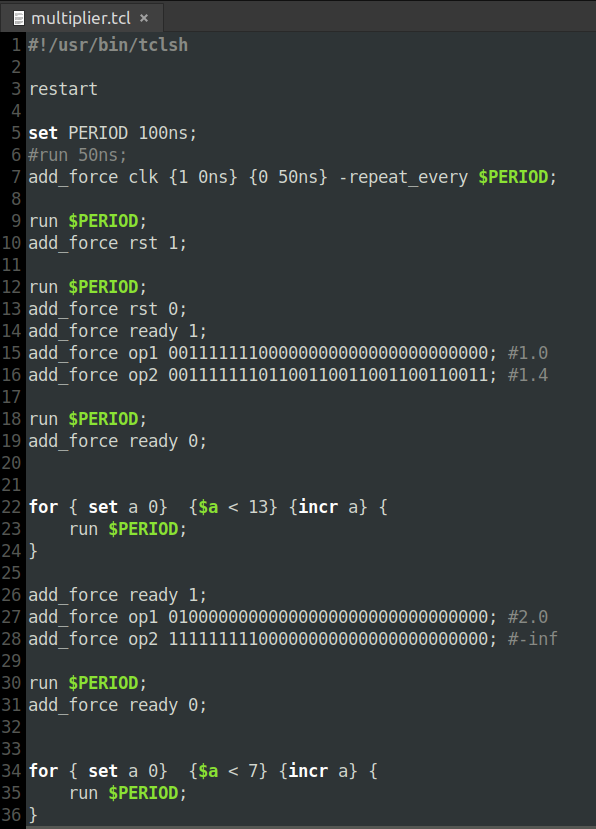 multiplier.tcl ×
1 #!/usr/bin/tclsh
2
3 restart
4
5 set PERIOD 100ns;
6 #run 50ns;
7 add_force clk {1 0ns} {0 50ns} -repeat_every $PERIOD;
8
9 run $PERIOD;
10 add_force rst 1;
11
12 run $PERIOD;
13 add_force rst 0;
14 add_force ready 1;
15 add_force op1 00111111100000000000000000000000; #1.0
16 add_force op2 00111111101100110011001100110011; #1.4
17
18 run $PERIOD;
19 add_force ready 0;
20
21
22 for { set a 0}  {$a < 13} {incr a} {
23     run $PERIOD;
24 }
25
26 add_force ready 1;
27 add_force op1 01000000000000000000000000000000; #2.0
28 add_force op2 11111111100000000000000000000000; #-inf
29
30 run $PERIOD;
31 add_force ready 0;
32
33
34 for { set a 0}  {$a < 7} {incr a} {
35     run $PERIOD;
36 }